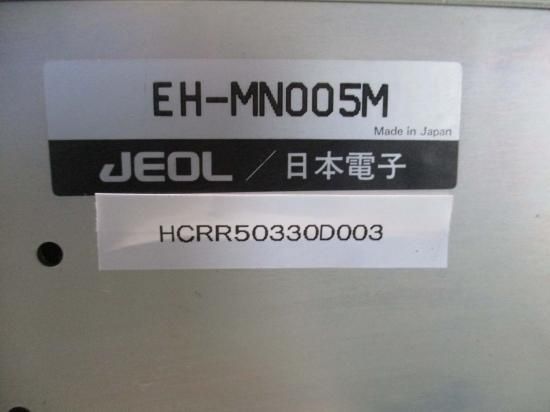 EH-MN005M
Made in Japan
JEOL / 日本電子
HCRR50330D003